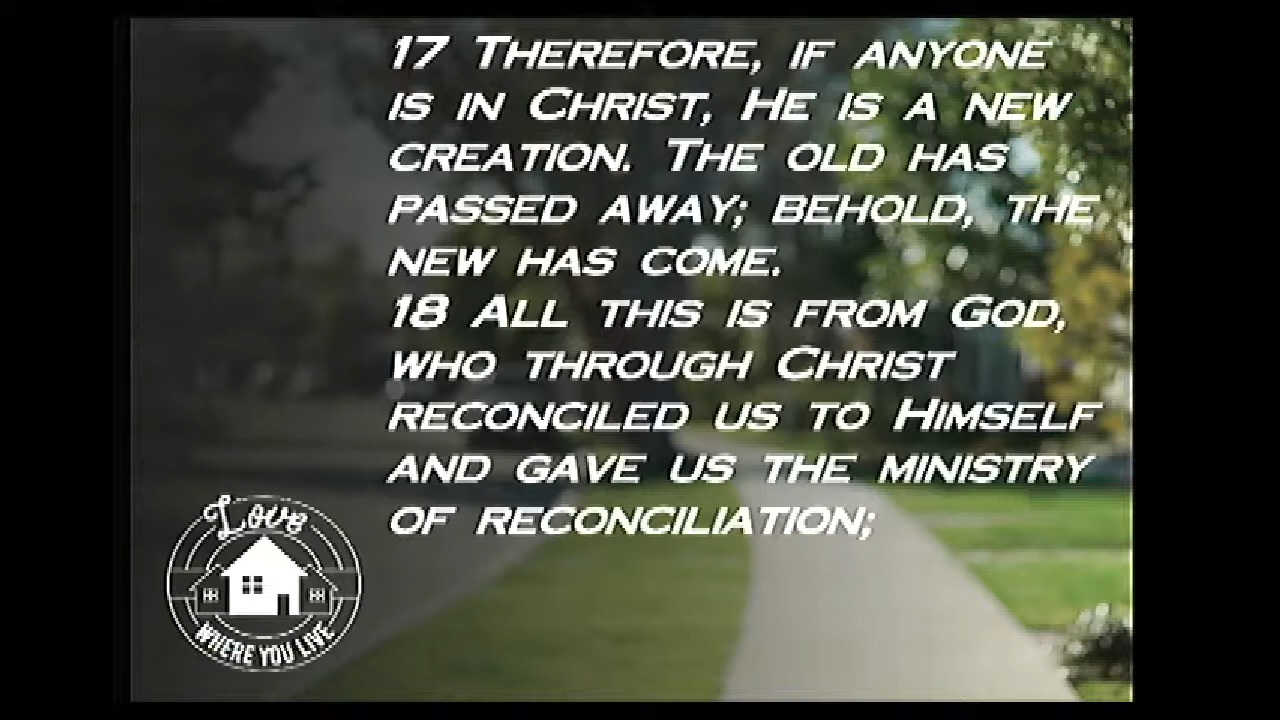 17 Therefore, if anyone
is in Christ, He is a new
creation. The old has
passed away; behold, the
new has come.
18 All this is from God,
who through Christ
reconciled us to Himself
and gave us the ministry
of reconciliation;
Love
WHERE YOU LIVE